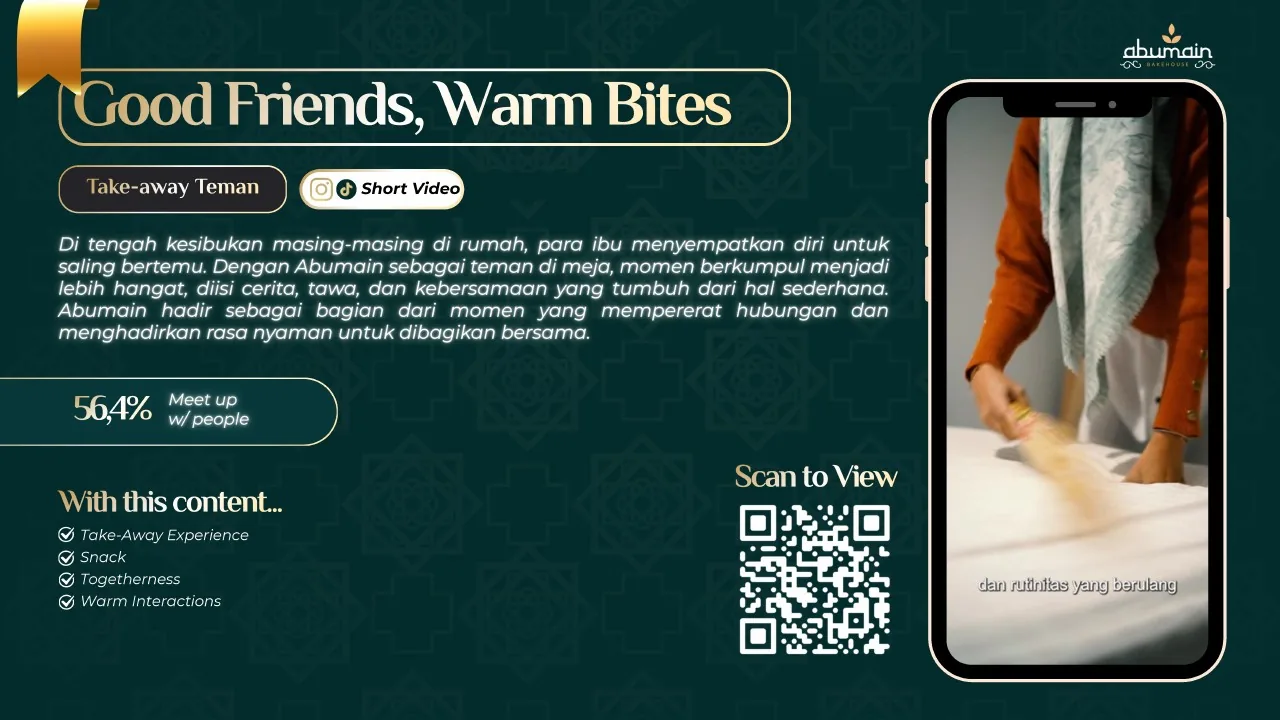 abumain
BAKEHOUSE
Good Friends, Warm Bites
Take-away Teman
Short Video
Di tengah kesibukan masing-masing di rumah, para ibu menyempatkan diri untuk
saling bertemu. Dengan Abumain sebagai teman di meja, momen berkumpul menjadi
lebih hangat, diisi cerita, tawa, dan kebersamaan yang tumbuh dari hal sederhana.
Abumain hadir sebagai bagian dari momen yang mempererat hubungan dan
menghadirkan rasa nyaman untuk dibagikan bersama.
56,4%
Meet up
w/ people
With this content...
Take-Away Experience
Snack
Togetherness
Warm Interactions
Scan to View
dan rutinitas yang berulang